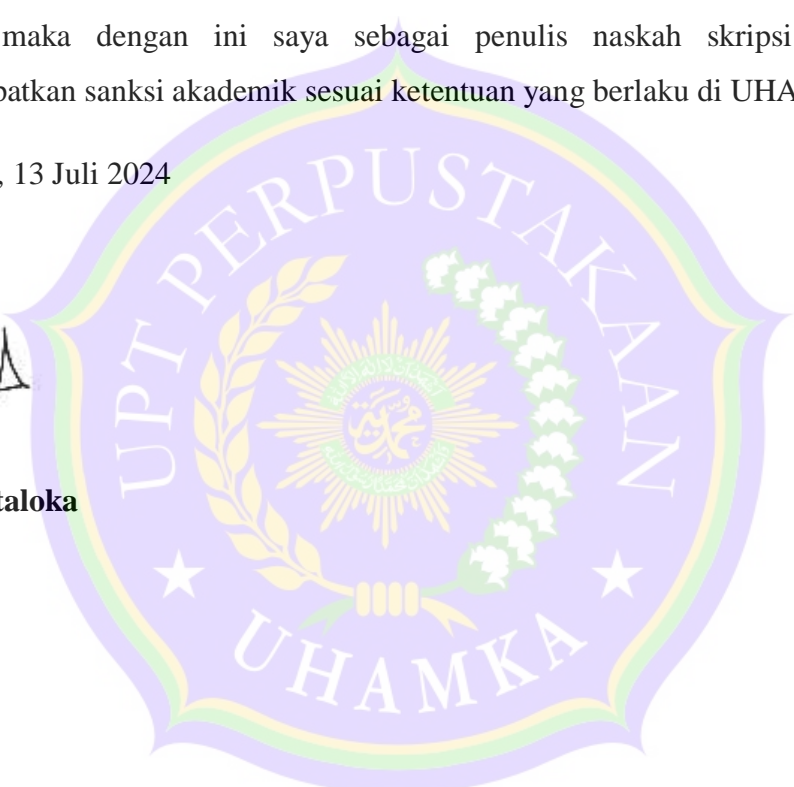 maka dengan ini saya sebagai penulis naskah skripsi
patkan sanksi akademik sesuai ketentuan yang berlaku di UHA
, 13 Juli 2024
taloka
UPT PERPUSTAKAAN
UHAMKA